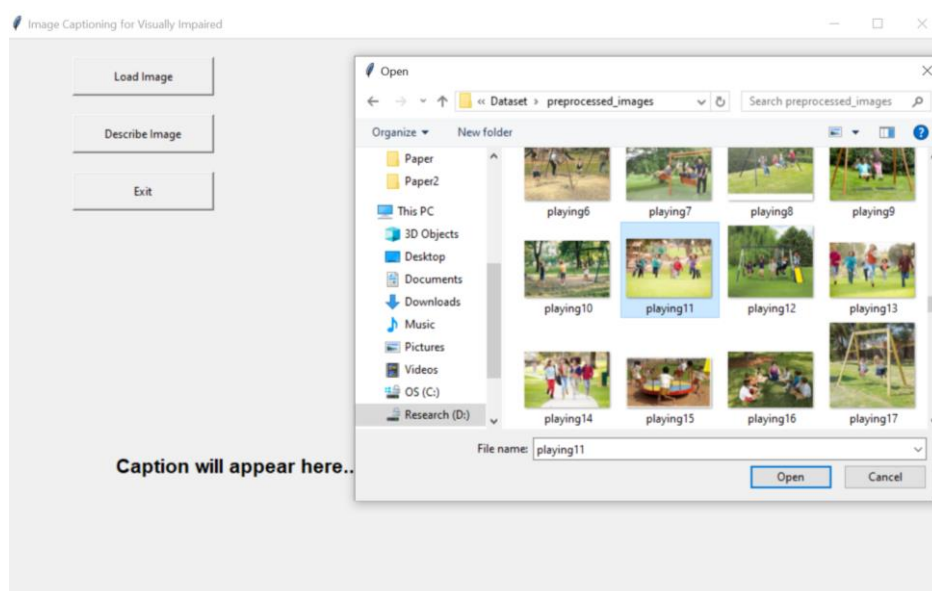 Image Captioning for Visually Impaired
Load Image
Describe Image
Exit
Caption will appear here..
Open
« Dataset › preprocessed_images
Search preprocessed_images
Organize
New folder
Paper
Paper2
This PC
3D Objects
Desktop
Documents
Downloads
Music
Pictures
Videos
OS (C:)
Research (D:)
playing6 playing7 playing8 playing9
playing10 playing11 playing12 playing13
playing14 playing15 playing16 playing17
File name: playing11
Open Cancel